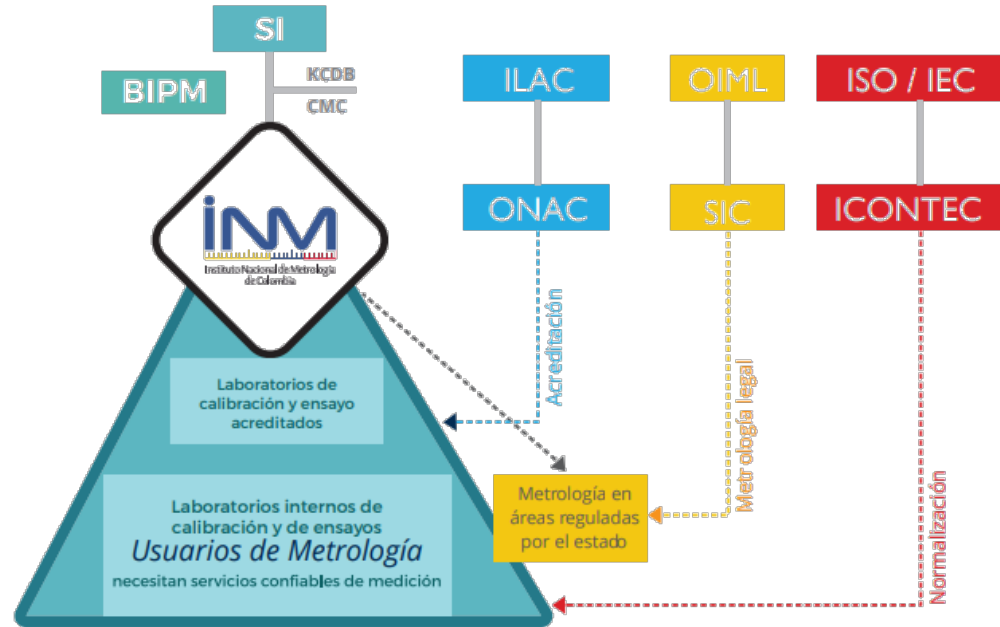 SI
KCDB
BIPM
CMC
ILAC
OIML
ISO / IEC
ONAC
SIC
ICONTEC
iNM
Instituto Nacional de Metrología
de Colombia
Acreditación
Metrología legal
Normalización
Laboratorios de
calibración y ensayo
acreditados
Metrología en
áreas reguladas
por el estado
Laboratorios internos de
calibración y de ensayos
Usuarios de Metrología
necesitan servicios confiables de medición